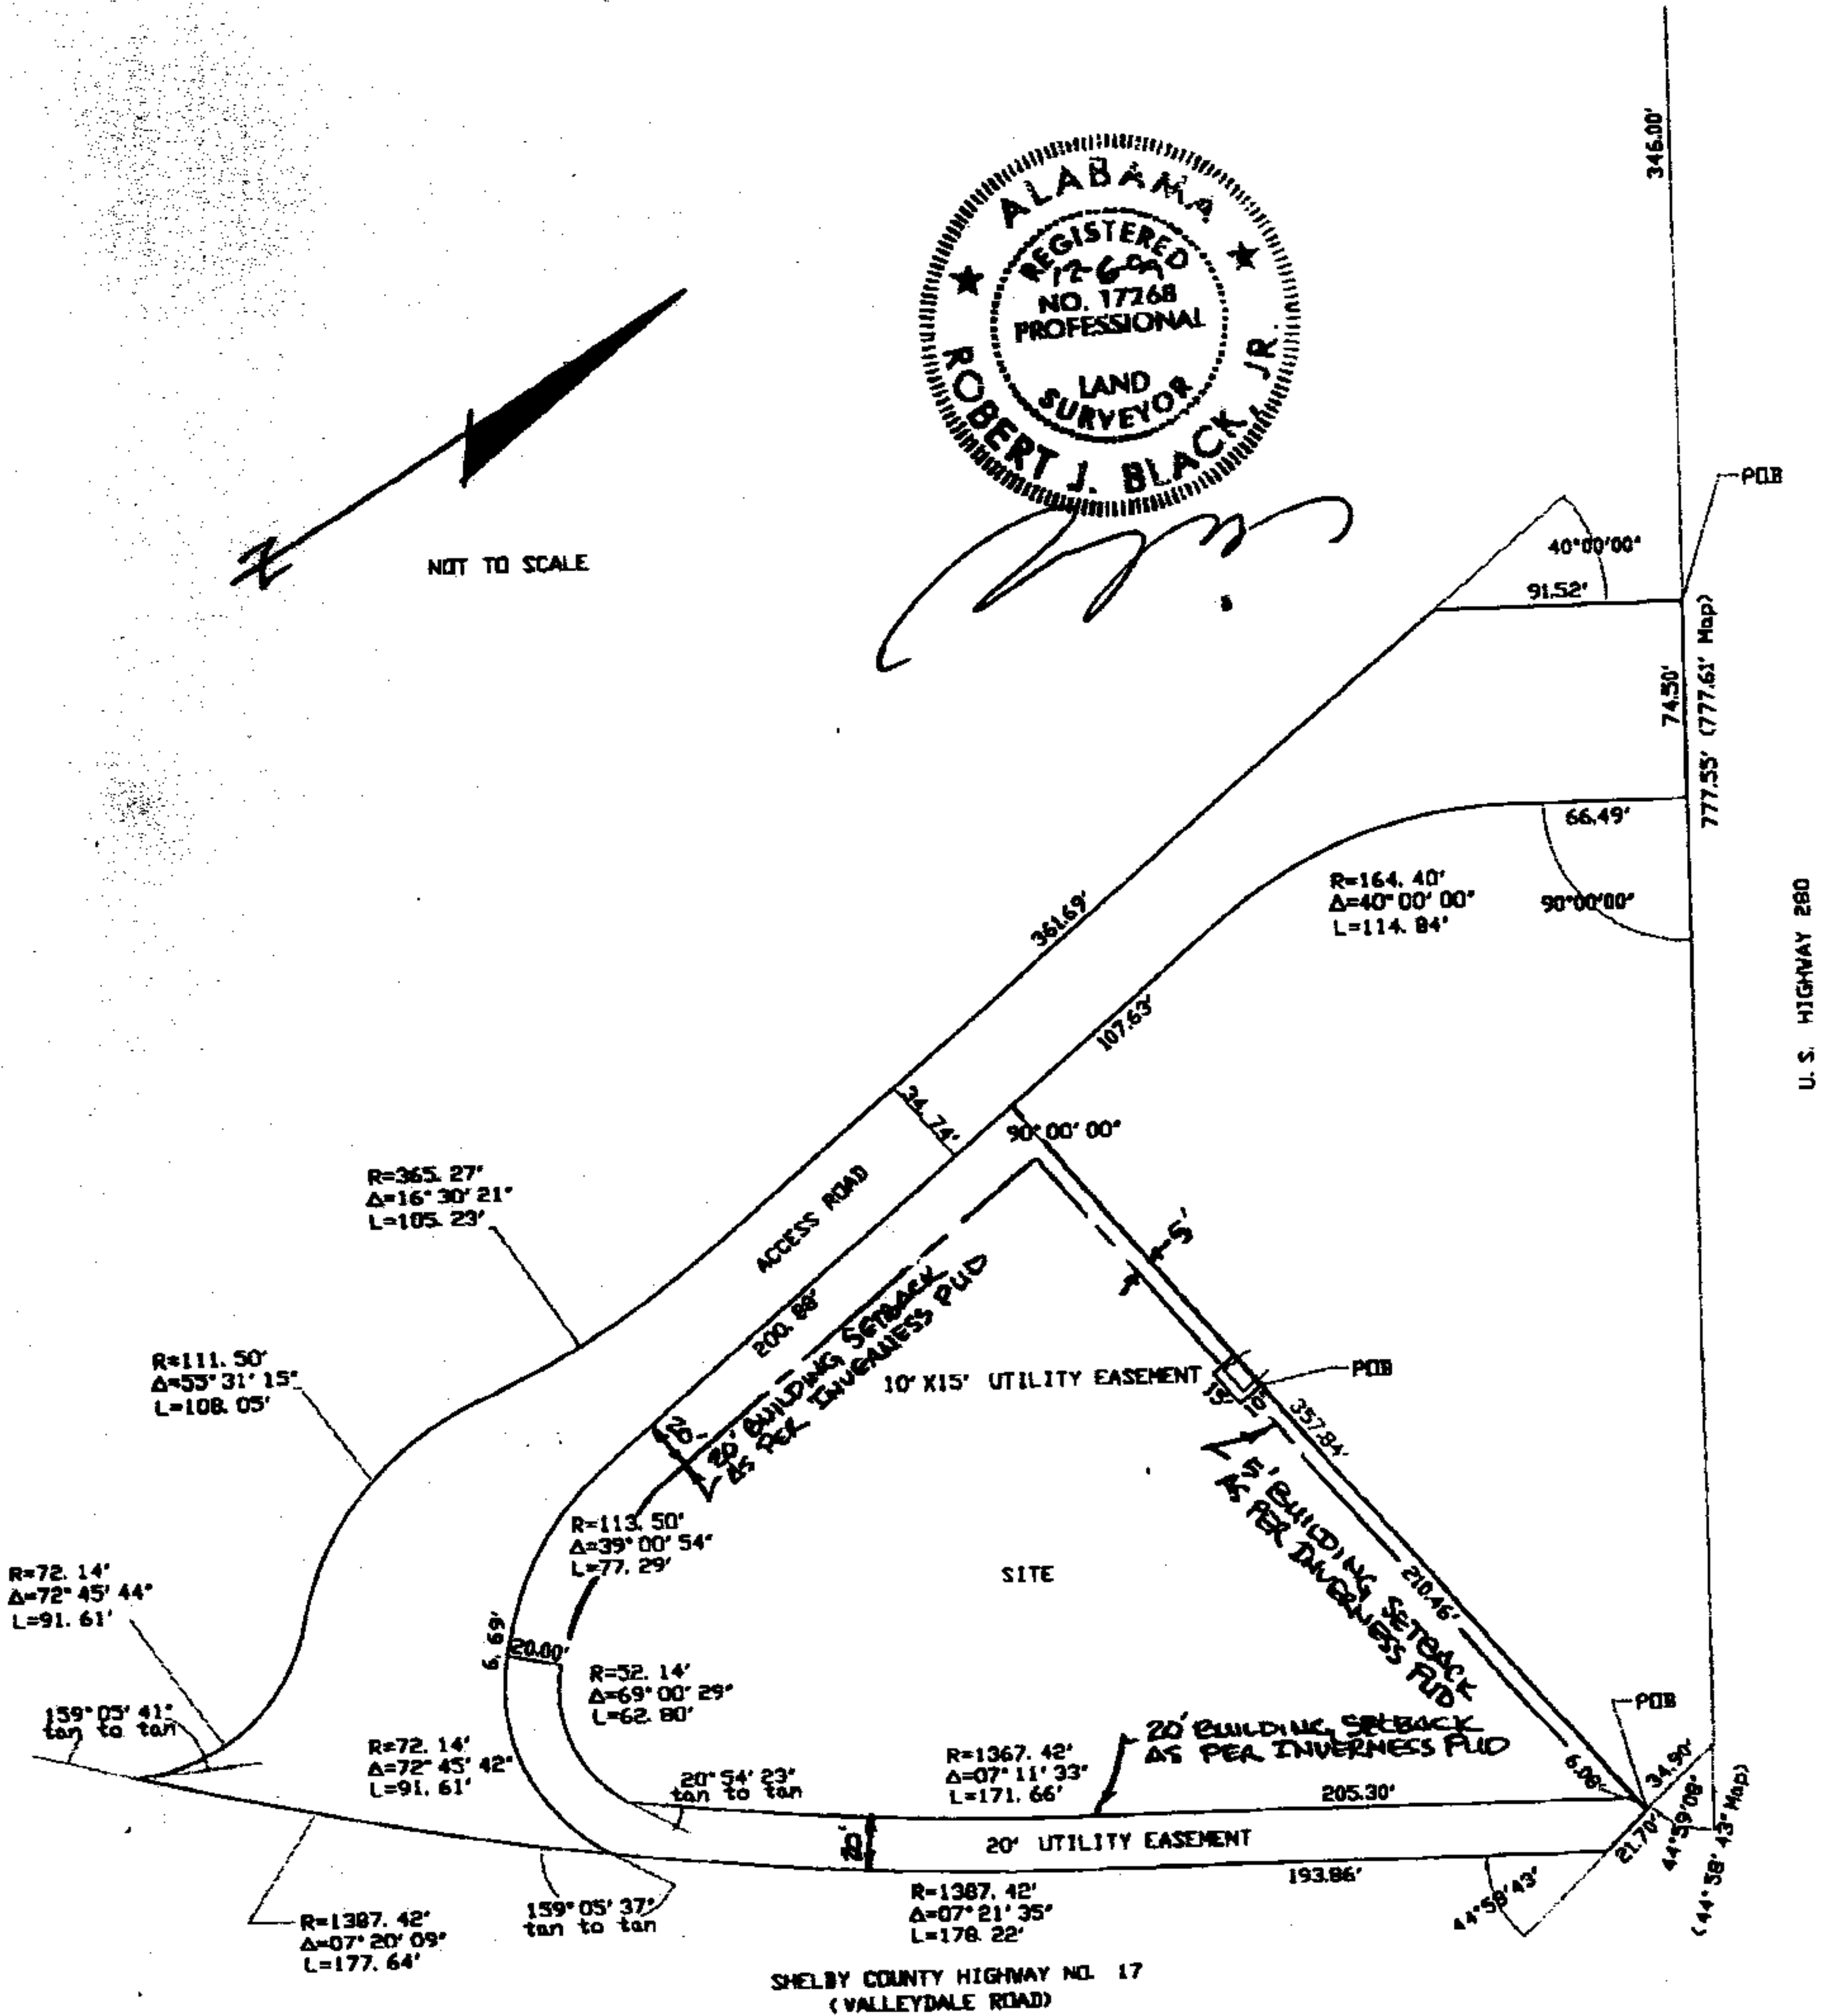 346.00'
ALABAMA
REGISTERED
NO. 17268
PROFESSIONAL
LAND
SURVEYOR
ROBERT J. BLACK, JR.
N
NOT TO SCALE
POB
40°00'00"
91.52'
74.50'
777.55' (777.61' Map)
66.49'
R=164. 40'
Δ=40° 00' 00"
L=114. 84'
90°00'00"
U. S. HIGHWAY 280
361.69'
107.63'
34. 74'
90° 00' 00"
ACCESS ROAD
R=365. 27'
Δ=16° 30' 21"
L=105. 23'
200. 88'
20' BUILDING SETBACK
AS PER INVERNESS PUD
5'
R=111. 50'
Δ=55° 31' 15"
L=108. 05'
10' X15' UTILITY EASEMENT
POB
15'
10'
357.84'
20'
5' BUILDING SETBACK
AS PER INVERNESS PUD
R=113. 50'
Δ=39° 00' 54"
L=77. 29'
SITE
210.46'
R=72. 14'
Δ=72° 45' 44"
L=91. 61'
6. 69'
20.00'
R=52. 14'
Δ=69° 00' 29"
L=62. 80'
159° 05' 41"
tan to tan
POB
20' BUILDING SETBACK
AS PER INVERNESS PUD
R=72. 14'
Δ=72° 45' 42"
L=91. 61'
20° 54' 23"
tan to tan
R=1367. 42'
Δ=07° 11' 33"
L=171. 66'
205.30'
34.90'
20'
20' UTILITY EASEMENT
21.70'
44°59'08"
(44° 58' 43" Map)
193.86'
44°58'43"
R=1387. 42'
Δ=07° 20' 09"
L=177. 64'
159° 05' 37"
tan to tan
R=1387. 42'
Δ=07° 21' 35"
L=178. 22'
SHELBY COUNTY HIGHWAY NO. 17
(VALLEYDALE ROAD)